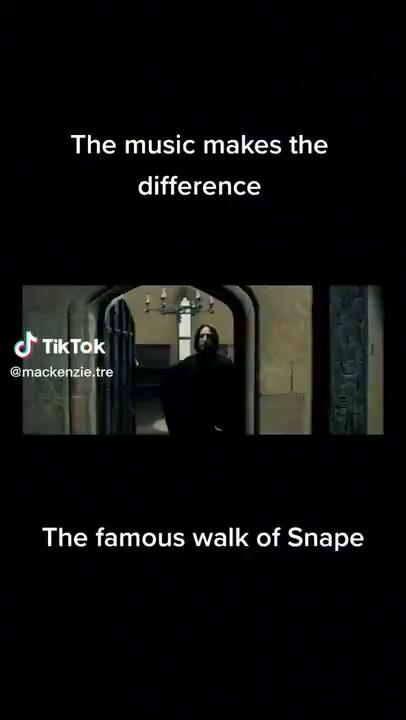 The music makes the
difference
TikTok
@mackenzie.tre
The famous walk of Snape